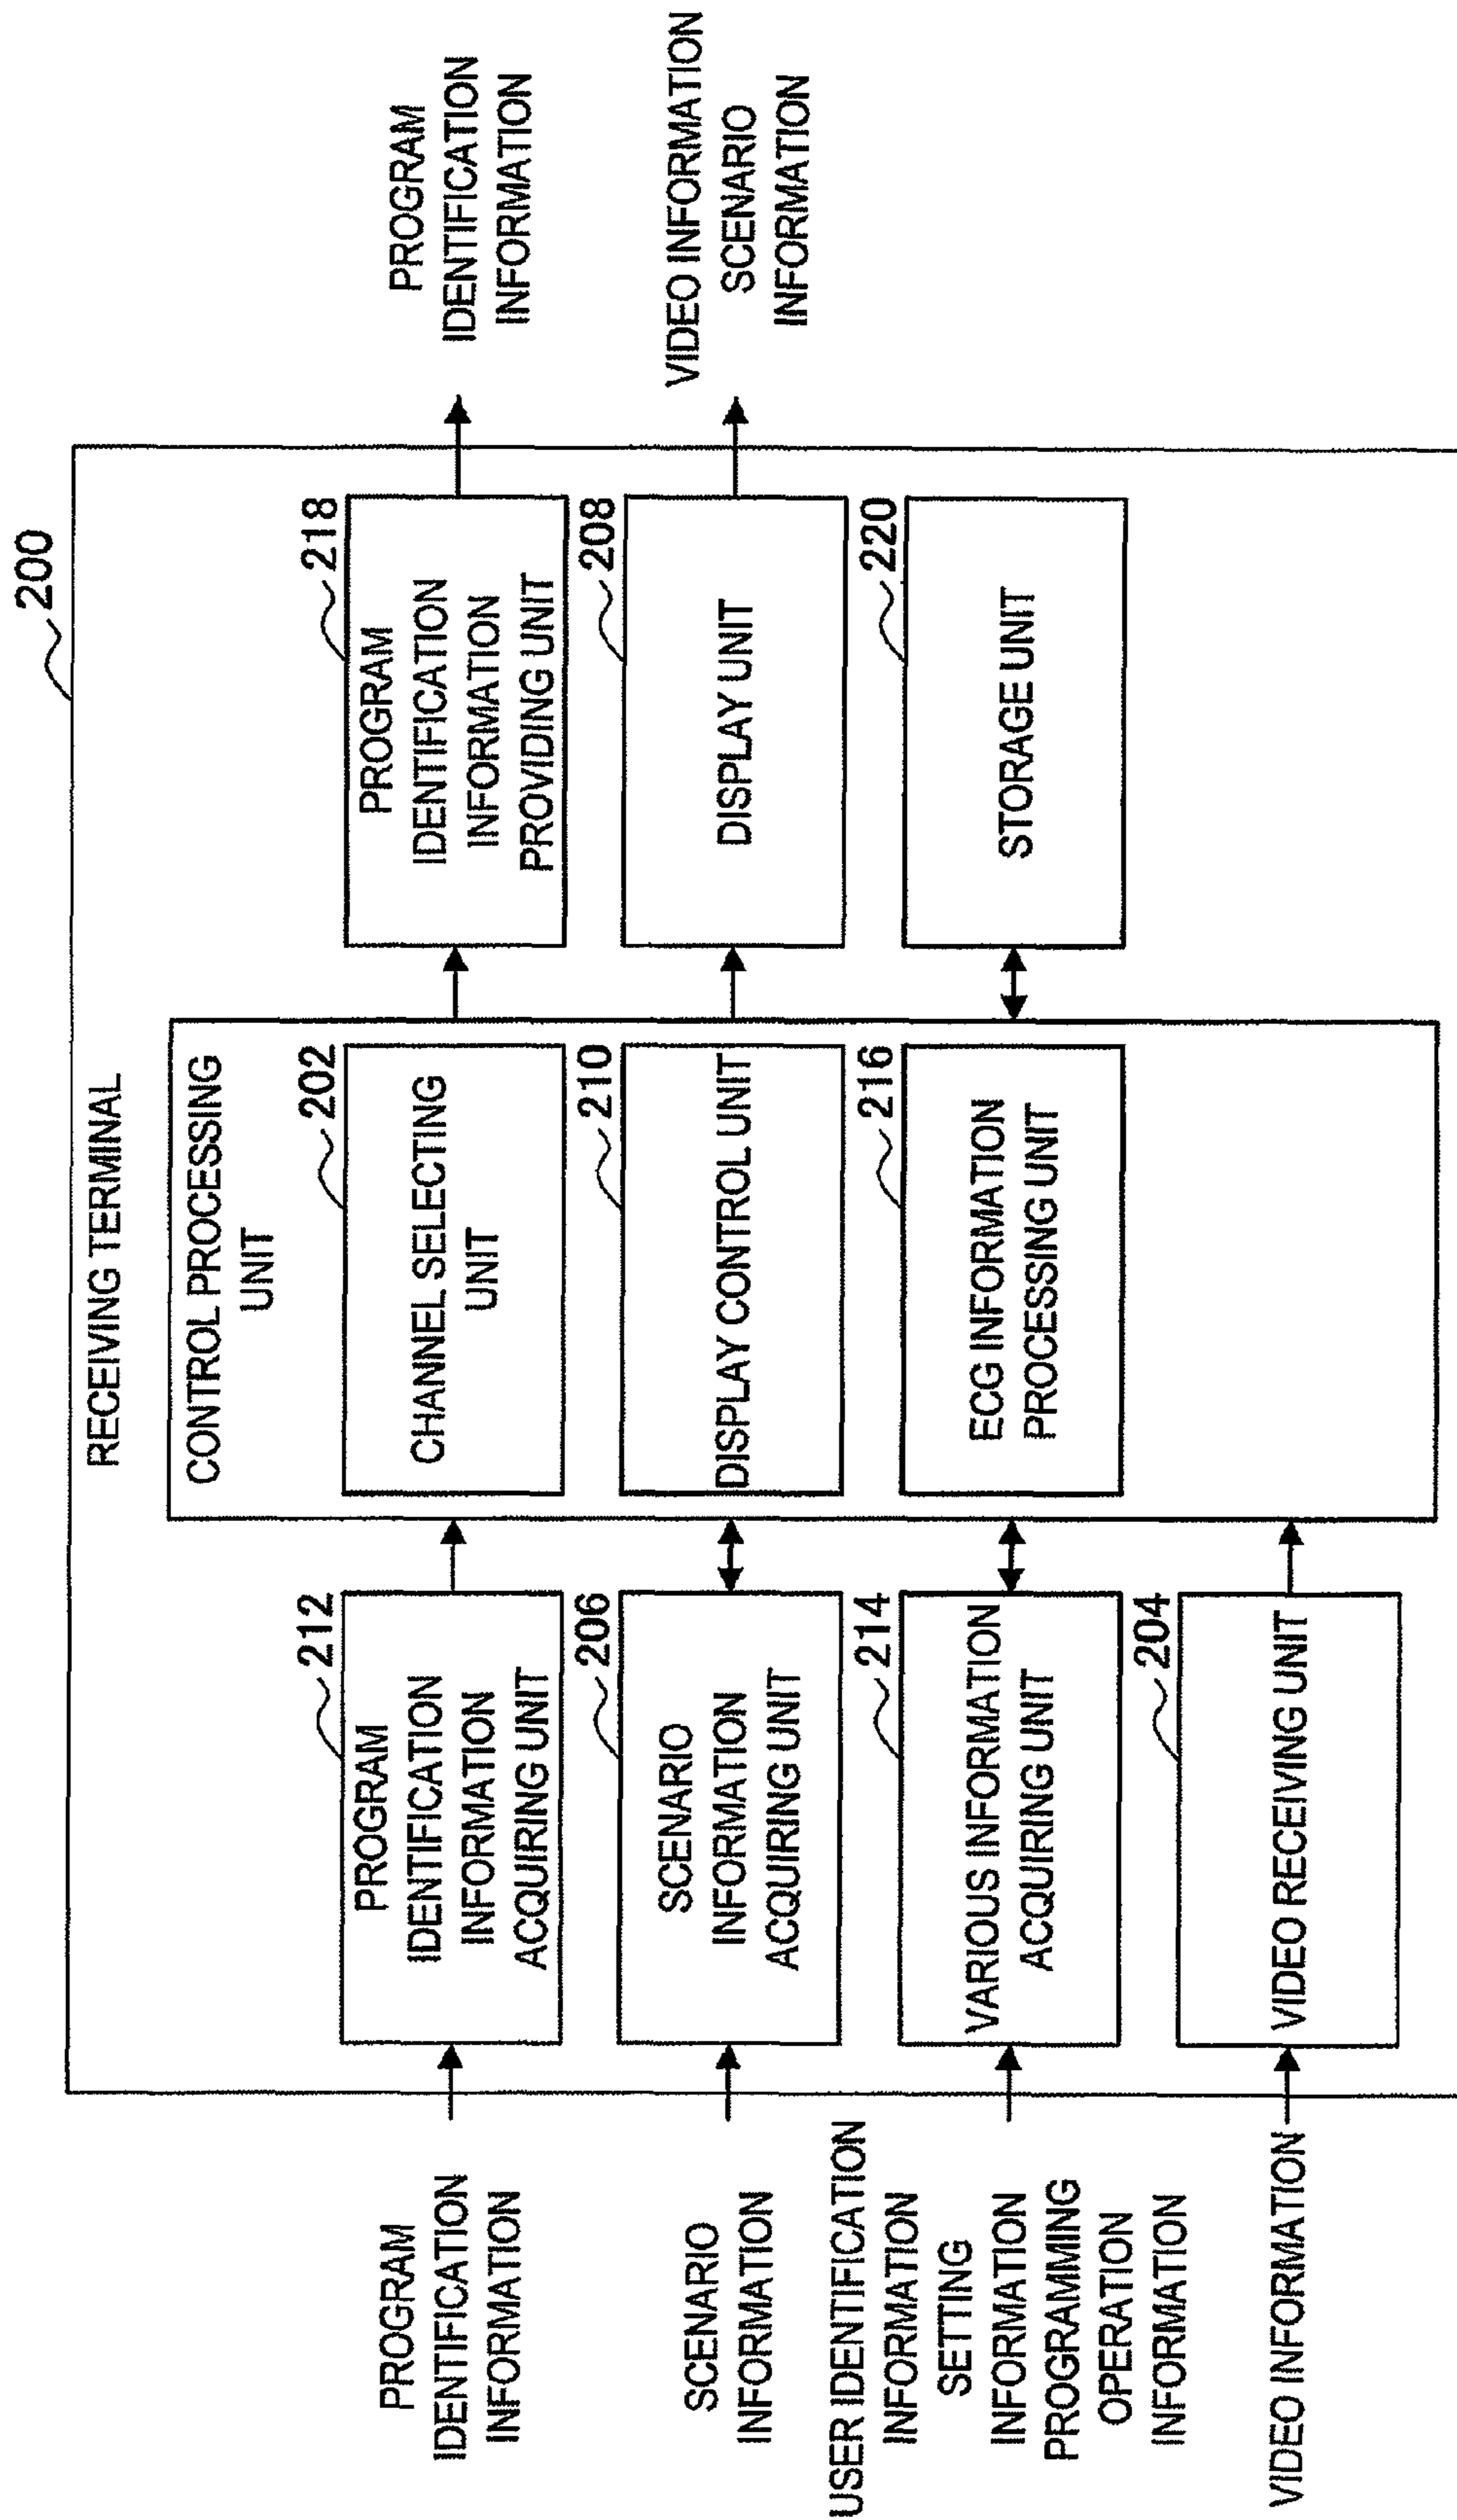 200
RECEIVING TERMINAL
CONTROL PROCESSING
UNIT
PROGRAM
IDENTIFICATION
INFORMATION
212
PROGRAM
IDENTIFICATION
INFORMATION
ACQUIRING UNIT
202
CHANNEL SELECTING
UNIT
218
PROGRAM
IDENTIFICATION
INFORMATION
PROVIDING UNIT
PROGRAM
IDENTIFICATION
INFORMATION
SCENARIO
INFORMATION
206
SCENARIO
INFORMATION
ACQUIRING UNIT
210
DISPLAY CONTROL UNIT
208
DISPLAY UNIT
VIDEO INFORMATION
SCENARIO
INFORMATION
USER IDENTIFICATION
INFORMATION
SETTING
INFORMATION
PROGRAMMING
OPERATION
INFORMATION
214
VARIOUS INFORMATION
ACQUIRING UNIT
216
ECG INFORMATION
PROCESSING UNIT
220
STORAGE UNIT
VIDEO INFORMATION
204
VIDEO RECEIVING UNIT